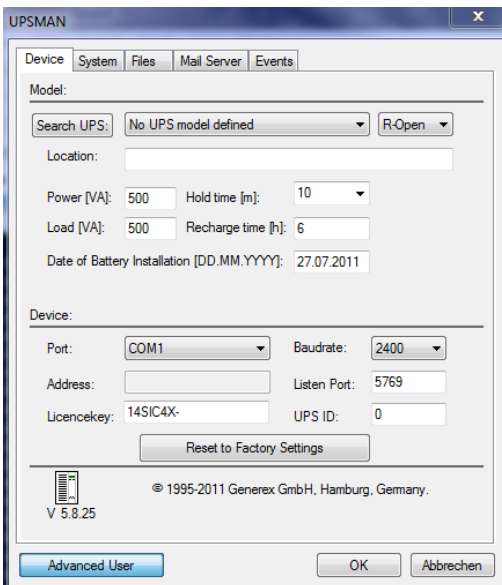 UPSMAN
x
Device System Files Mail Server Events
Model:
Search UPS: No UPS model defined R-Open
Location:
Power [VA]: 500 Hold time [m]: 10
Load [VA]: 500 Recharge time [h]: 6
Date of Battery Installation [DD.MM.YYYY]: 27.07.2011
Device:
Port: COM1 Baudrate: 2400
Address: Listen Port: 5769
Licencekey: 14SIC4X- UPS ID: 0
Reset to Factory Settings
© 1995-2011 Generex GmbH, Hamburg, Germany.
V 5.8.25
Advanced User OK Abbrechen